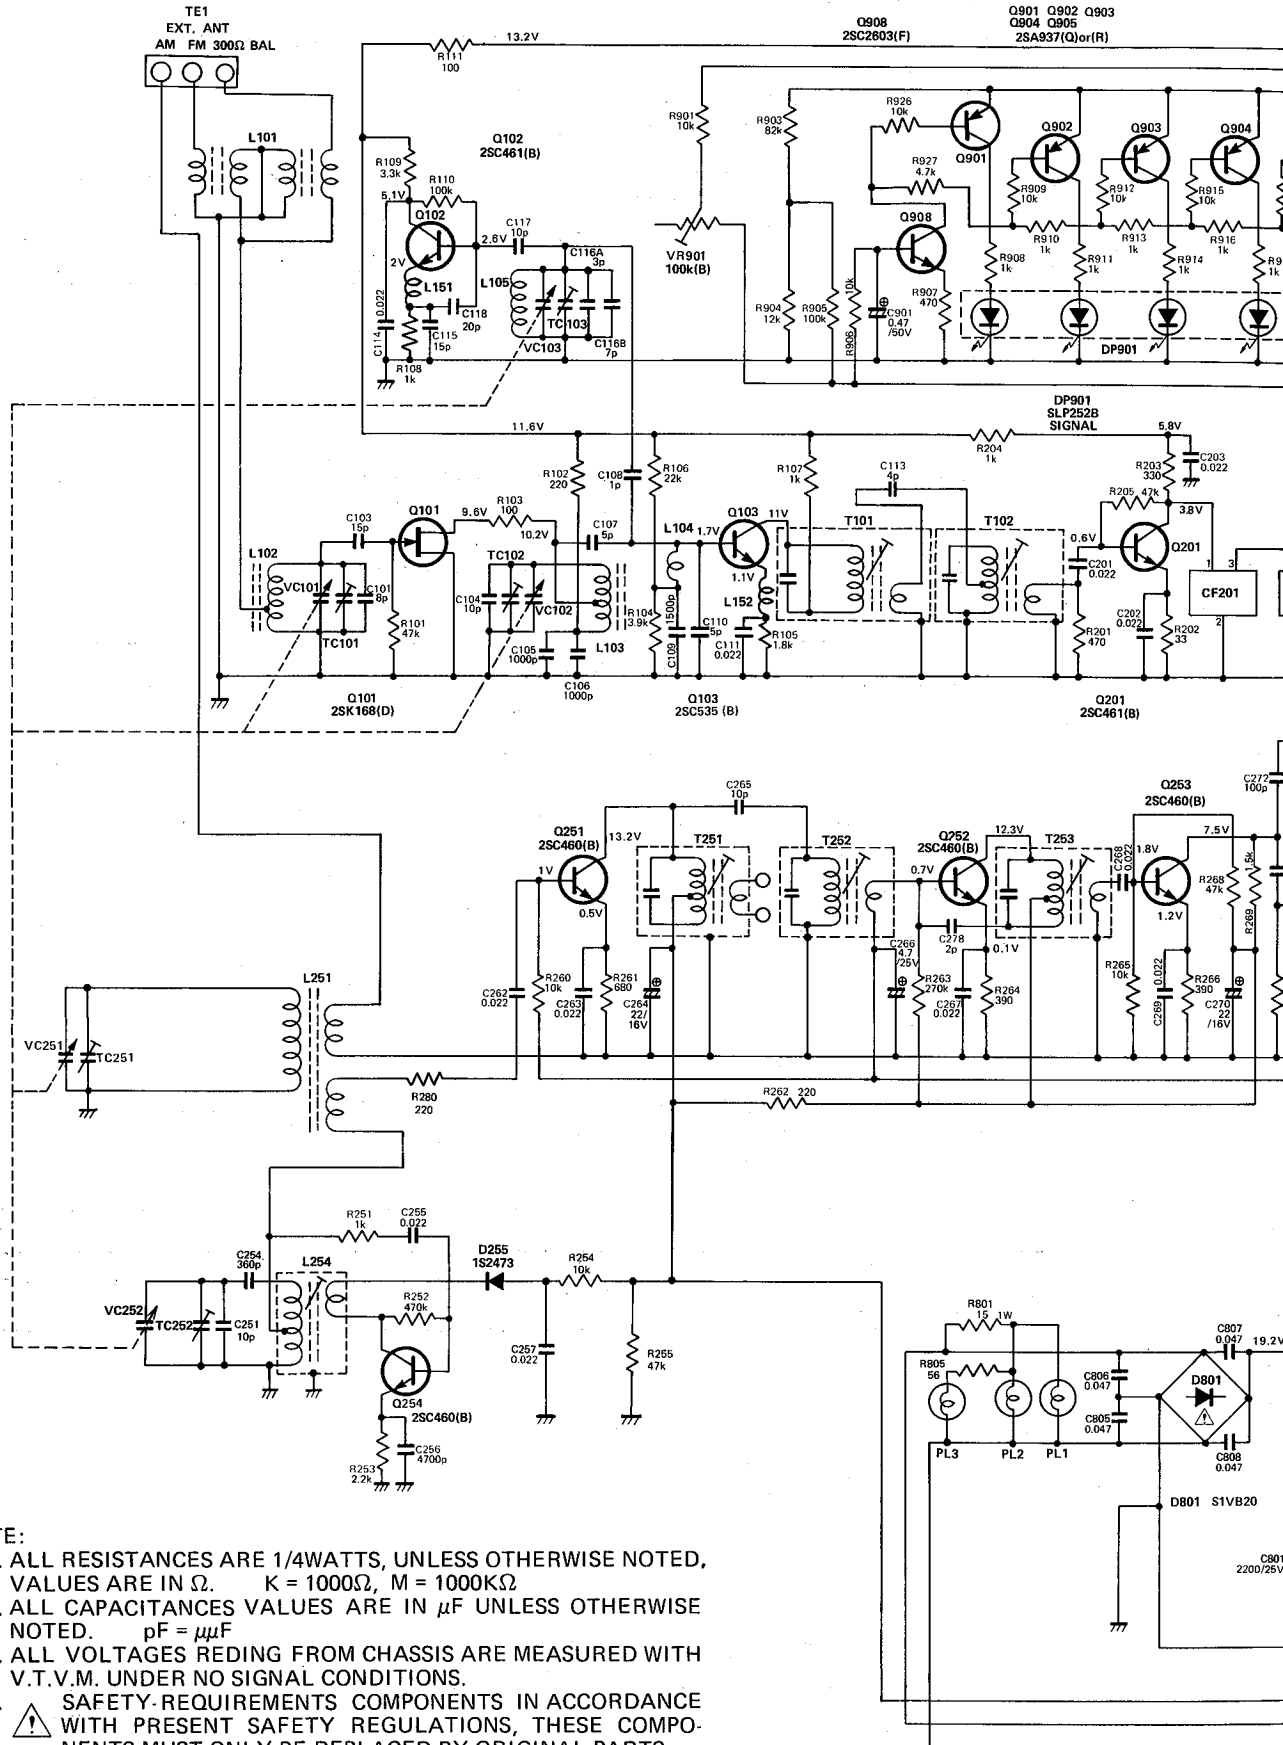 TE1
EXT. ANT
AM FM 300Ω BAL
L101
R111
100
13.2V
Q908
2SC2603(F)
Q901 Q902 Q903
Q904 Q905
2SA937(Q)or(R)
Q102
2SC461(B)
R109
3.3k
R110
100k
5.1V
Q102
2.6V
C117
10p
2V
L151
L105
C116A
3p
C114 0.022
C118
20p
C115
15p
R108
1k
TC103
VC103
C116B
7p
R901
10k
VR901
100k(B)
R903
82k
R904
12k
R905
100k
R906 10k
R926
10k
R927
4.7k
Q908
C901
0.47
/50V
R907
470
Q901
Q902
Q903
Q904
R909
10k
R912
10k
R915
10k
R910
1k
R913
1k
R916
1k
R908
1k
R911
1k
R914
1k
R9
1k
DP901
DP901
SLP252B
SIGNAL
11.6V
R102
220
C108
1p
R106
22k
R107
1k
C113
4p
R204
1k
5.8V
C203
0.022
R203
330
R205 47k
3.8V
L102
C103
15p
Q101
9.6V
R103
100
10.2V
C107
5p
L104
1.7V
Q103
11V
T101
T102
0.6V
Q201
VC101
C101
8p
TC101
R101
47k
C104
10p
TC102
VC102
L103
C105
1000p
C106
1000p
R104
3.9k
1500p
C109
C110
5p
C111
0.022
1.1V
L152
R105
1.8k
C201
0.022
C202
0.022
R201
470
R202
33
1
3
CF201
2
Q101
2SK168(D)
Q103
2SC535 (B)
Q201
2SC461(B)
C272
100p
Q251
2SC460(B)
13.2V
C265
10p
T251
T252
Q252
2SC460(B)
12.3V
T253
Q253
2SC460(B)
7.5V
1V
0.5V
0.7V
C268
0.022
1.8V
1.2V
R268
47k
R269
C266
4.7
/25V
C278
2p
0.1V
C262
0.022
R260
10k
C263
0.022
R261
680
C264
22/
16V
R263
270k
C267
0.022
R264
390
R265
10k
C269 0.022
R266
390
C270
22
/16V
L251
VC251
TC251
R280
220
R262 220
R251
1k
C255
0.022
C254
360p
L254
D255
1S2473
R254
10k
VC252
TC252
C251
10p
R252
470k
C257
0.022
R255
47k
Q254
2SC460(B)
R253
2.2k
C256
4700p
R801
15 1W
R805
56
C807
0.047
19.2V
C806
0.047
D801
C805
0.047
C808
0.047
PL3
PL2
PL1
D801 S1VB20
C801
2200/25V
TE:
. ALL RESISTANCES ARE 1/4WATTS, UNLESS OTHERWISE NOTED,
VALUES ARE IN Ω. K = 1000Ω, M = 1000KΩ
. ALL CAPACITANCES VALUES ARE IN μF UNLESS OTHERWISE
NOTED. pF = μμF
. ALL VOLTAGES REDING FROM CHASSIS ARE MEASURED WITH
V.T.V.M. UNDER NO SIGNAL CONDITIONS.
. SAFETY-REQUIREMENTS COMPONENTS IN ACCORDANCE
WITH PRESENT SAFETY REGULATIONS, THESE COMPO-
NENTS MUST ONLY BE REPLACED BY ORIGINAL PARTS